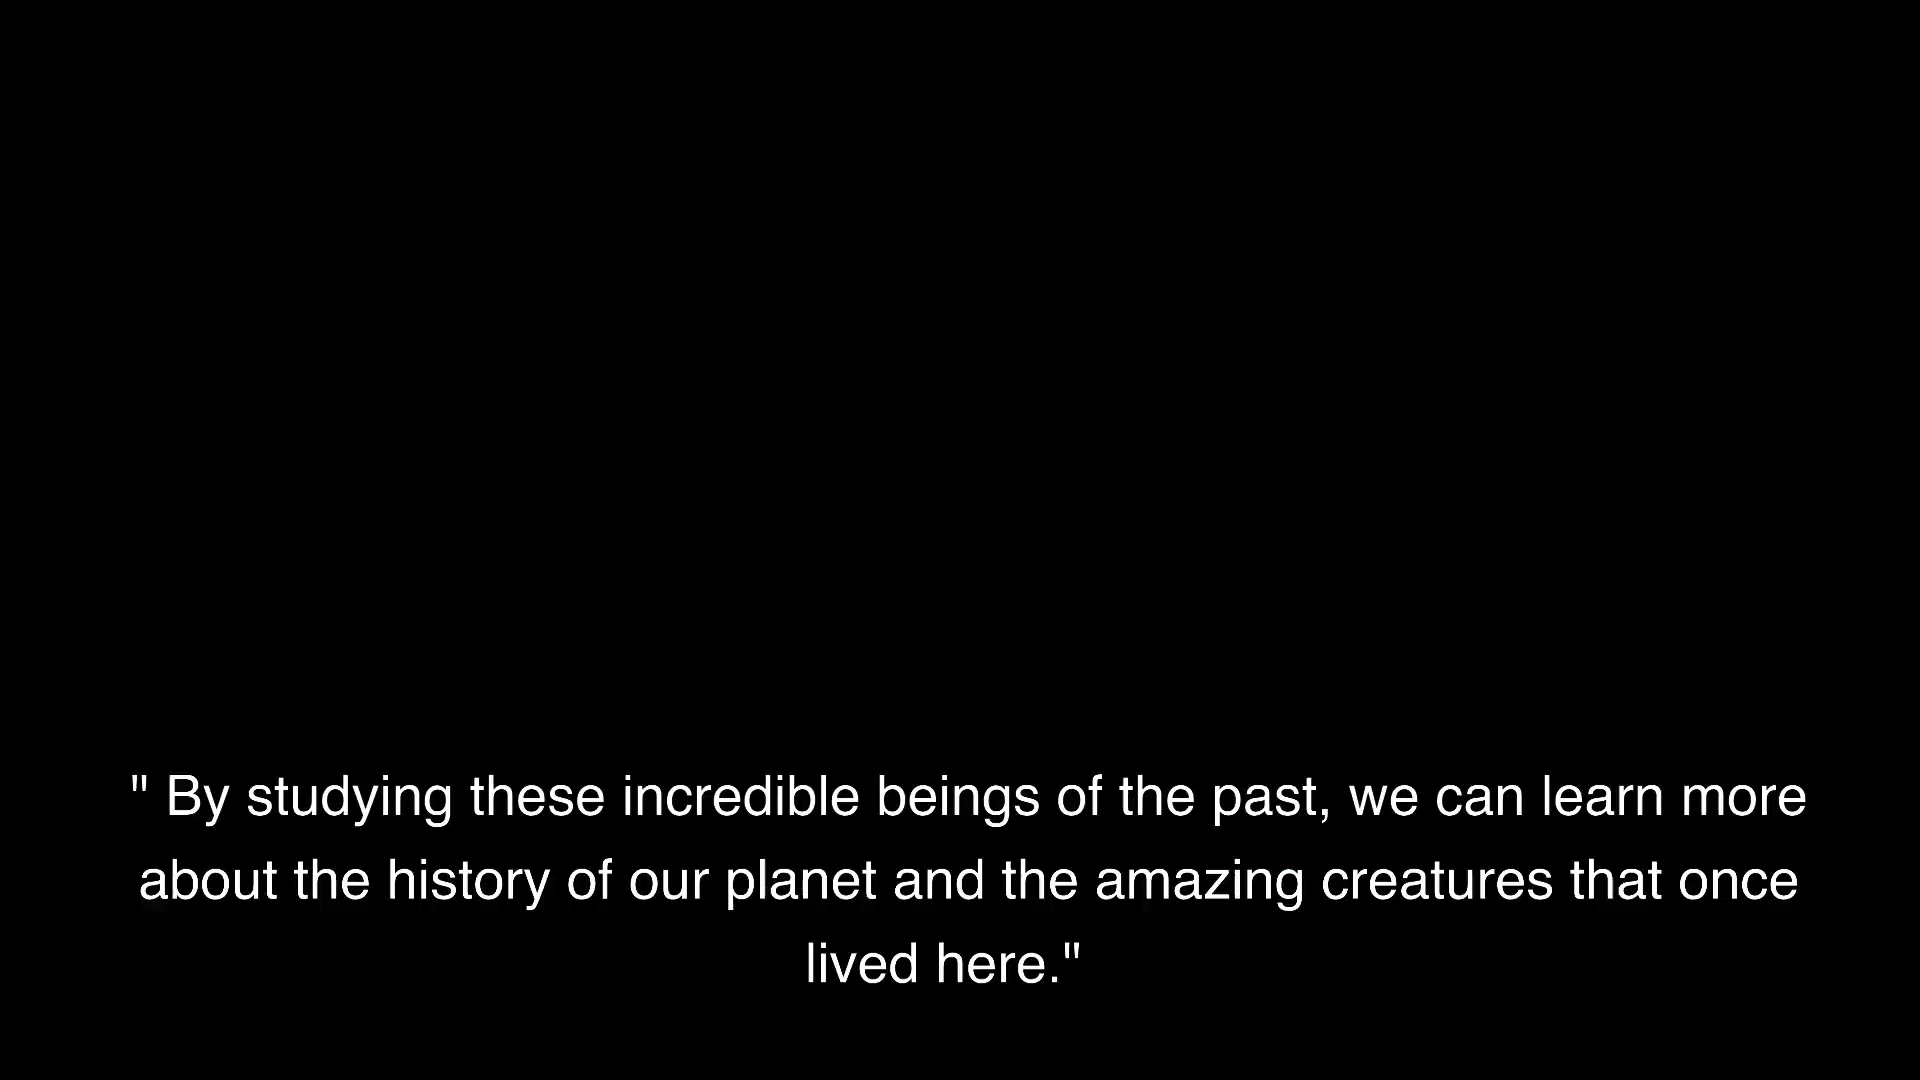 " By studying these incredible beings of the past, we can learn more
about the history of our planet and the amazing creatures that once
lived here."